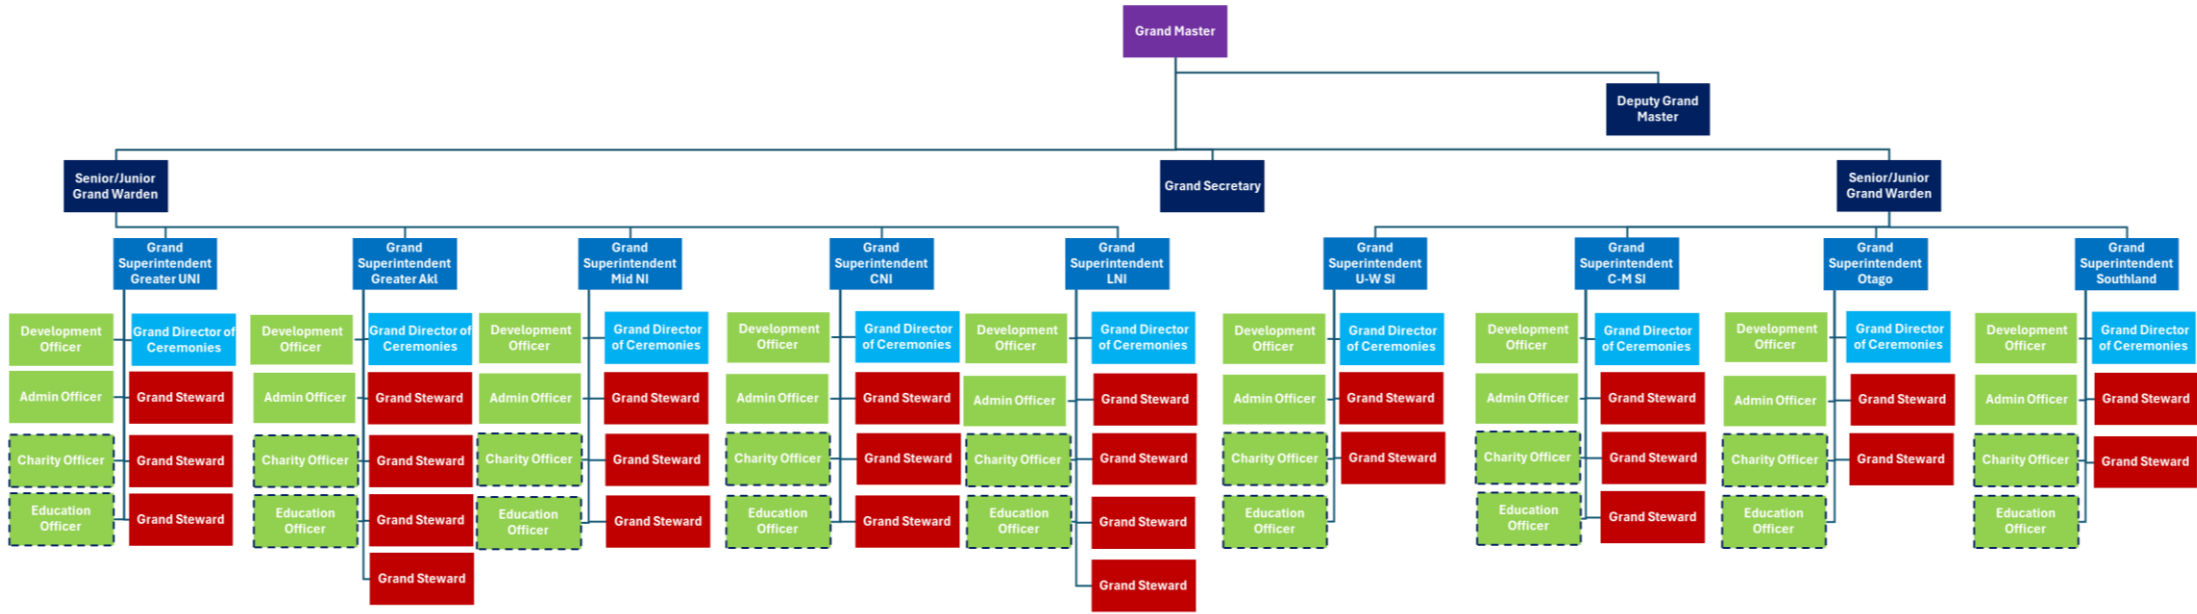 Grand Master
Deputy Grand
Master
Senior/Junior
Grand Warden
Grand Secretary
Senior/Junior
Grand Warden
Grand
Superintendent
Greater UNI
Grand
Superintendent
Greater Akl
Grand
Superintendent
Mid NI
Grand
Superintendent
CNI
Grand
Superintendent
LNI
Grand
Superintendent
U-W SI
Grand
Superintendent
C-M SI
Grand
Superintendent
Otago
Grand
Superintendent
Southland
Development
Officer
Grand Director of
Ceremonies
Admin Officer
Grand Steward
Charity Officer
Grand Steward
Education
Officer
Grand Steward
Development
Officer
Grand Director of
Ceremonies
Admin Officer
Grand Steward
Charity Officer
Grand Steward
Education
Officer
Grand Steward
Grand Steward
Development
Officer
Grand Director
of Ceremonies
Admin Officer
Grand Steward
Charity Officer
Grand Steward
Education
Officer
Grand Steward
Development
Officer
Grand Director
of Ceremonies
Admin Officer
Grand Steward
Charity Officer
Grand Steward
Education
Officer
Grand Steward
Development
Officer
Grand Director
of Ceremonies
Admin Officer
Grand Steward
Charity Officer
Grand Steward
Education
Officer
Grand Steward
Grand Steward
Development
Officer
Grand Director
of Ceremonies
Admin Officer
Grand Steward
Charity Officer
Grand Steward
Education
Officer
Development
Officer
Grand Director
of Ceremonies
Admin Officer
Grand Steward
Charity Officer
Grand Steward
Education
Officer
Grand Steward
Development
Officer
Grand Director
of Ceremonies
Admin Officer
Grand Steward
Charity Officer
Grand Steward
Education
Officer
Development
Officer
Grand Director
of Ceremonies
Admin Officer
Grand Steward
Charity Officer
Grand Steward
Education
Officer